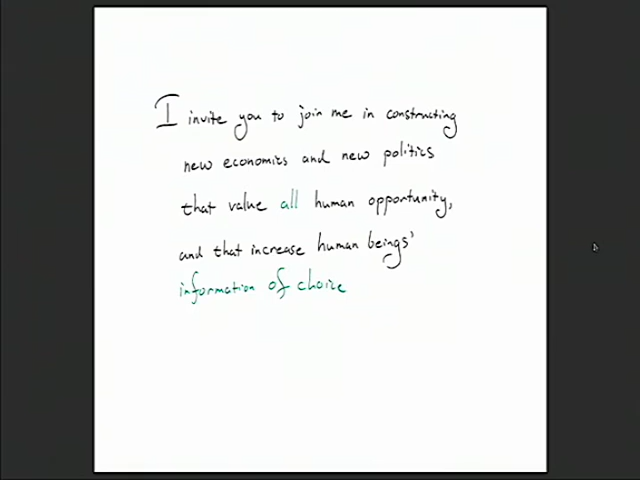 I invite you to join me in constructing
new economics and new politics
that value all human opportunity,
and that increase human beings'
information of choice